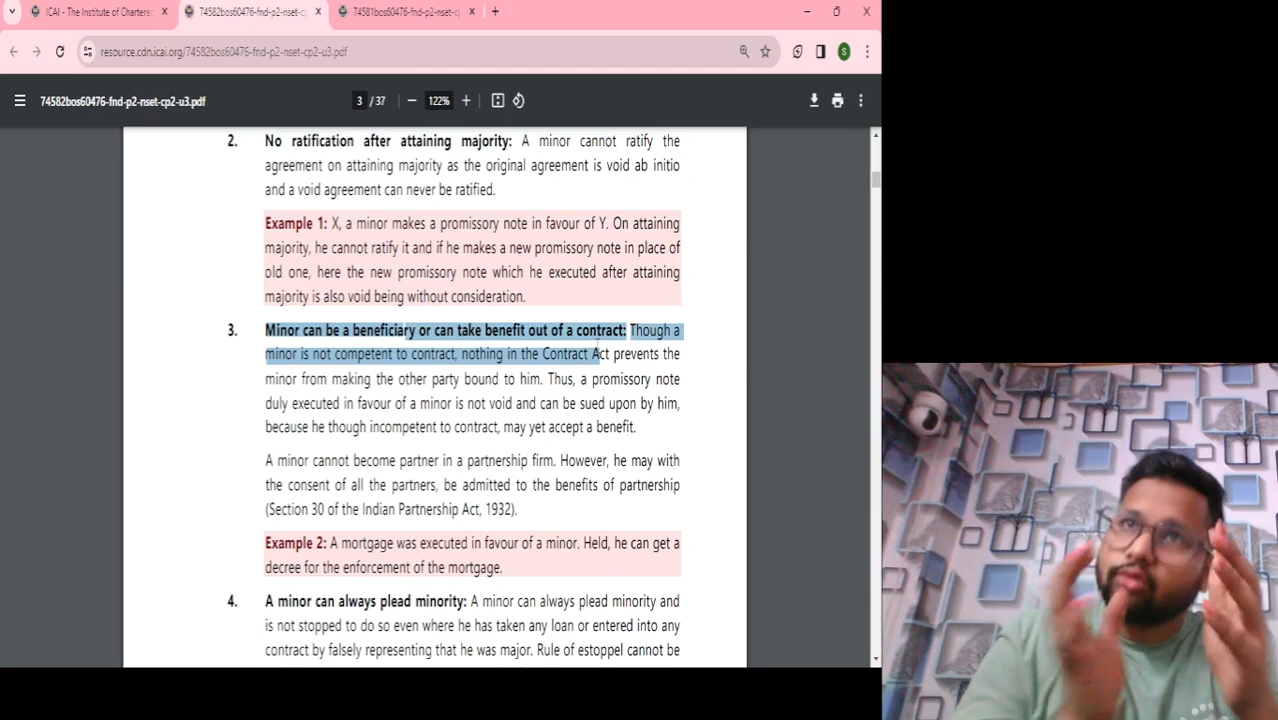 ICAI - The Institute of Charterec
74582bos60476-fnd-p2-nset-cp2-
74581bos60476-fnd-p2-nset-cp2-
resource.cdn.icai.org/74582bos60476-fnd-p2-nset-cp2-u3.pdf
S
74582bos60476-fnd-p2-nset-cp2-u3.pdf
3 / 37
122%
2. No ratification after attaining majority: A minor cannot ratify the
agreement on attaining majority as the original agreement is void ab initio
and a void agreement can never be ratified.
Example 1: X, a minor makes a promissory note in favour of Y. On attaining
majority, he cannot ratify it and if he makes a new promissory note in place of
old one, here the new promissory note which he executed after attaining
majority is also void being without consideration.
3. Minor can be a beneficiary or can take benefit out of a contract: Though a
minor is not competent to contract, nothing in the Contract Act prevents the
minor from making the other party bound to him. Thus, a promissory note
duly executed in favour of a minor is not void and can be sued upon by him,
because he though incompetent to contract, may yet accept a benefit.
A minor cannot become partner in a partnership firm. However, he may with
the consent of all the partners, be admitted to the benefits of partnership
(Section 30 of the Indian Partnership Act, 1932).
Example 2: A mortgage was executed in favour of a minor. Held, he can get a
decree for the enforcement of the mortgage.
4. A minor can always plead minority: A minor can always plead minority and
is not stopped to do so even where he has taken any loan or entered into any
contract by falsely representing that he was major. Rule of estoppel cannot be